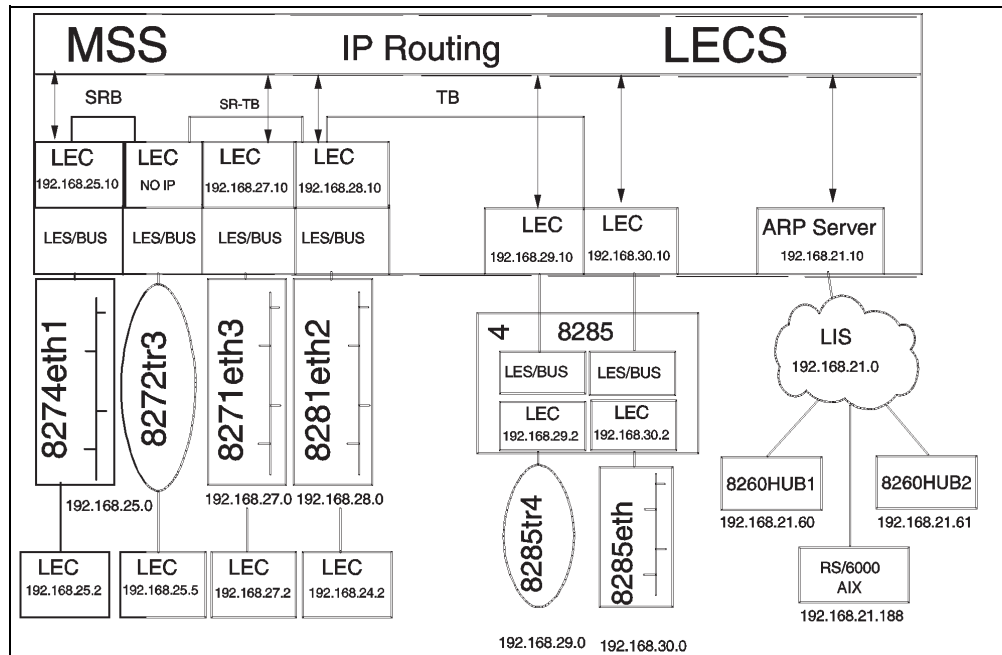 MSS IP Routing LECS
SRB SR-TB TB
LEC
192.168.25.10
LEC
NO IP
LEC
192.168.27.10
LEC
192.168.28.10
LES/BUS LES/BUS LES/BUS LES/BUS
LEC
192.168.29.10
LEC
192.168.30.10
ARP Server
192.168.21.10
8274eth1
8272tr3
8271eth3
8281eth2
192.168.25.0 192.168.27.0 192.168.28.0
LEC
192.168.25.2
LEC
192.168.25.5
LEC
192.168.27.2
LEC
192.168.24.2
4 8285
LES/BUS LES/BUS
LEC
192.168.29.2
LEC
192.168.30.2
8285tr4
8285eth
192.168.29.0 192.168.30.0
LIS
192.168.21.0
8260HUB1
192.168.21.60
8260HUB2
192.168.21.61
RS/6000
AIX
192.168.21.188